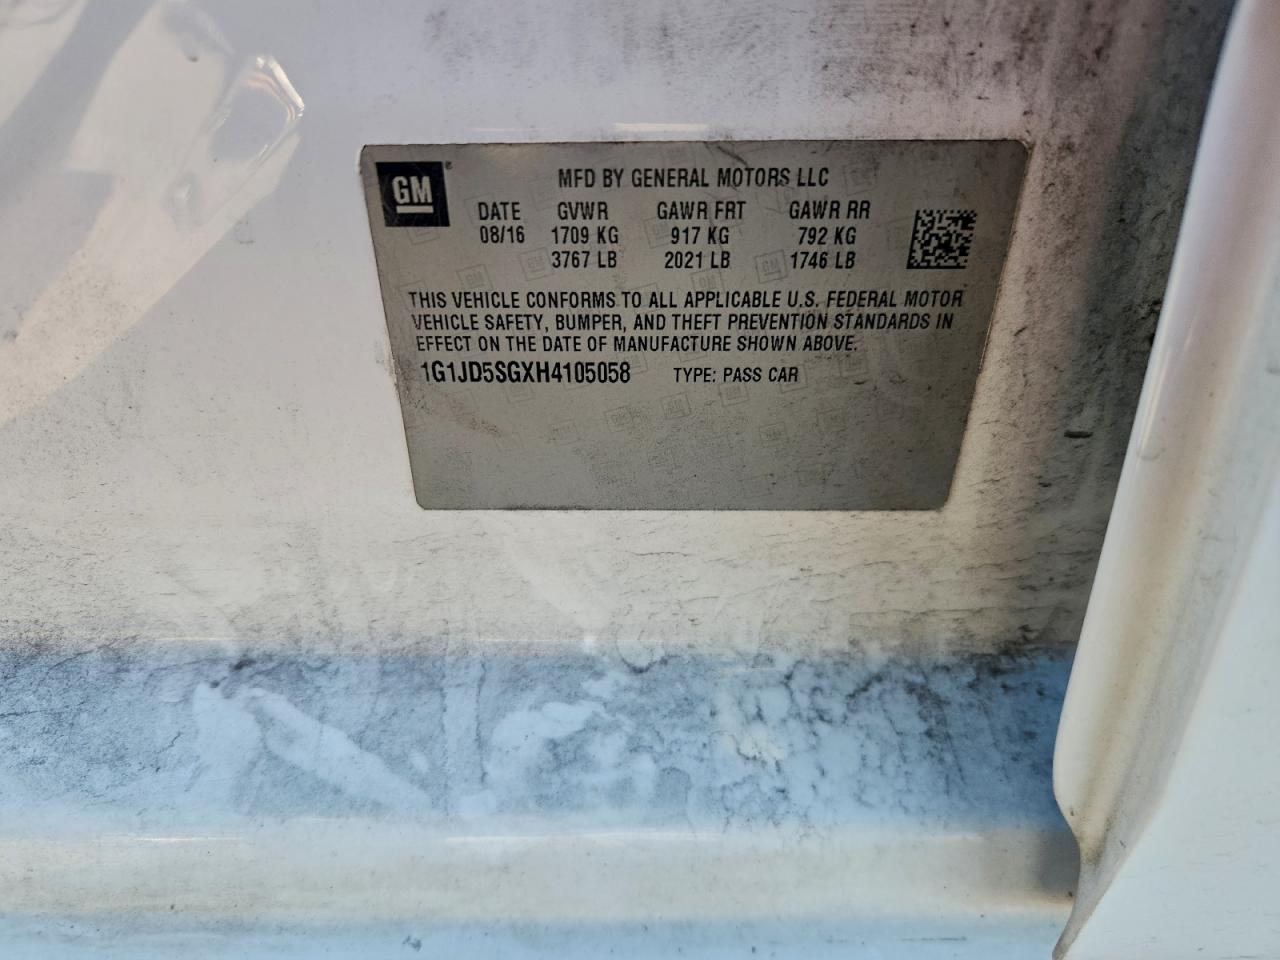 GM ®
MFD BY GENERAL MOTORS LLC
DATE GVWR GAWR FRT GAWR RR
08/16 1709 KG 917 KG 792 KG
3767 LB 2021 LB 1746 LB
THIS VEHICLE CONFORMS TO ALL APPLICABLE U.S. FEDERAL MOTOR
VEHICLE SAFETY, BUMPER, AND THEFT PREVENTION STANDARDS IN
EFFECT ON THE DATE OF MANUFACTURE SHOWN ABOVE.
1G1JD5SGXH4105058 TYPE: PASS CAR